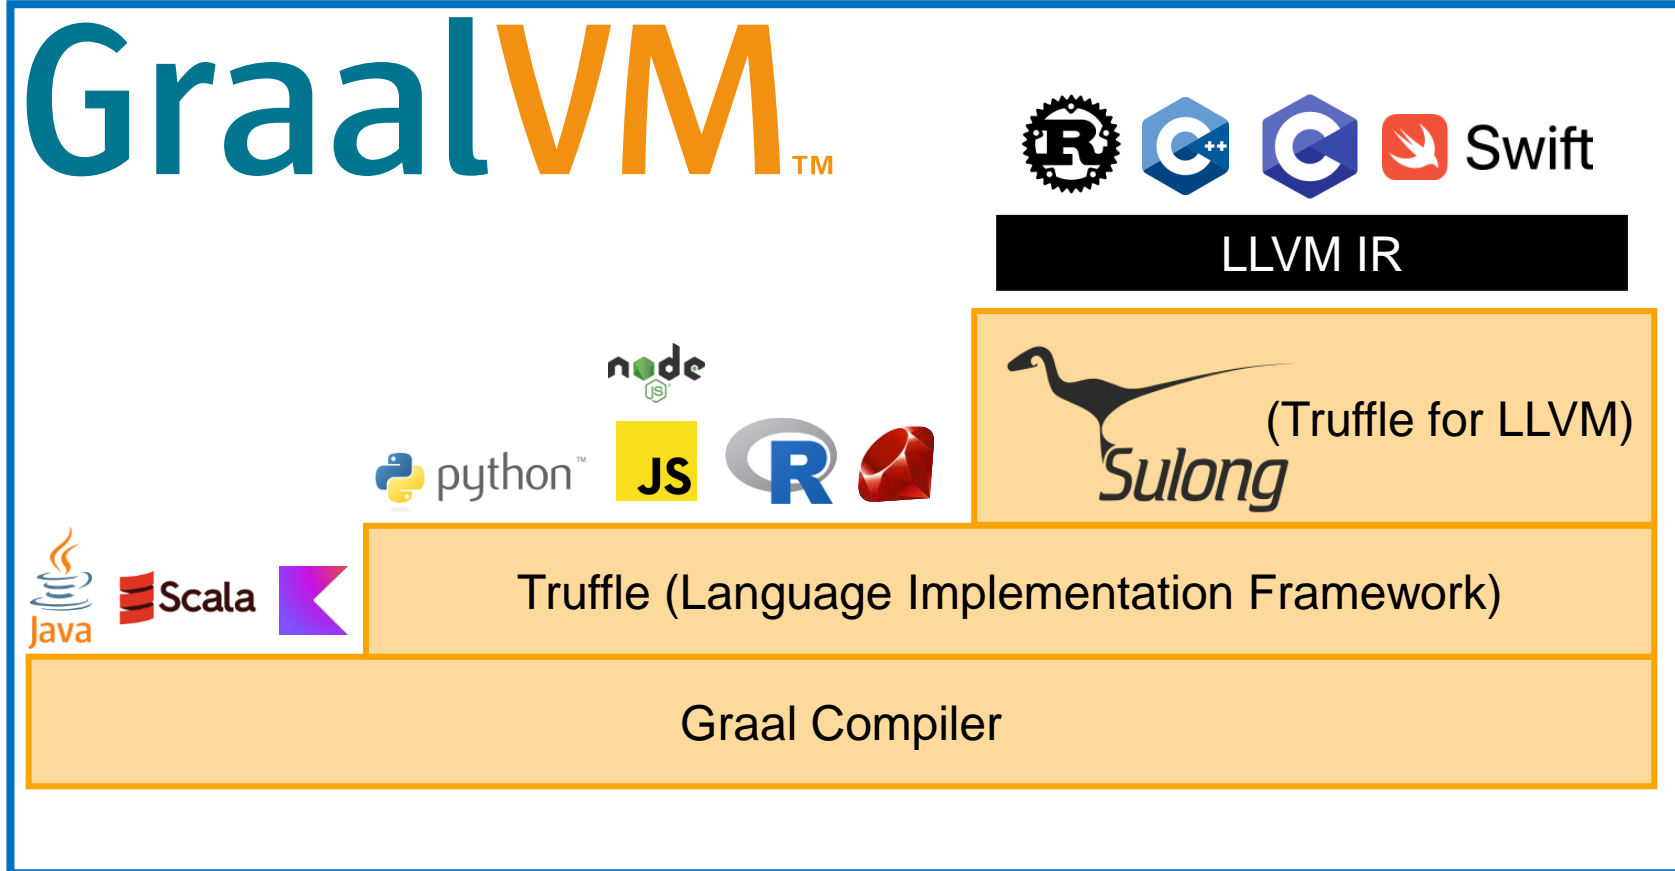 GraalVM™
R C++ C Swift
LLVM IR
node
JS
(Truffle for LLVM)
Sulong
python™
JS
R
Java
Scala
Truffle (Language Implementation Framework)
Graal Compiler